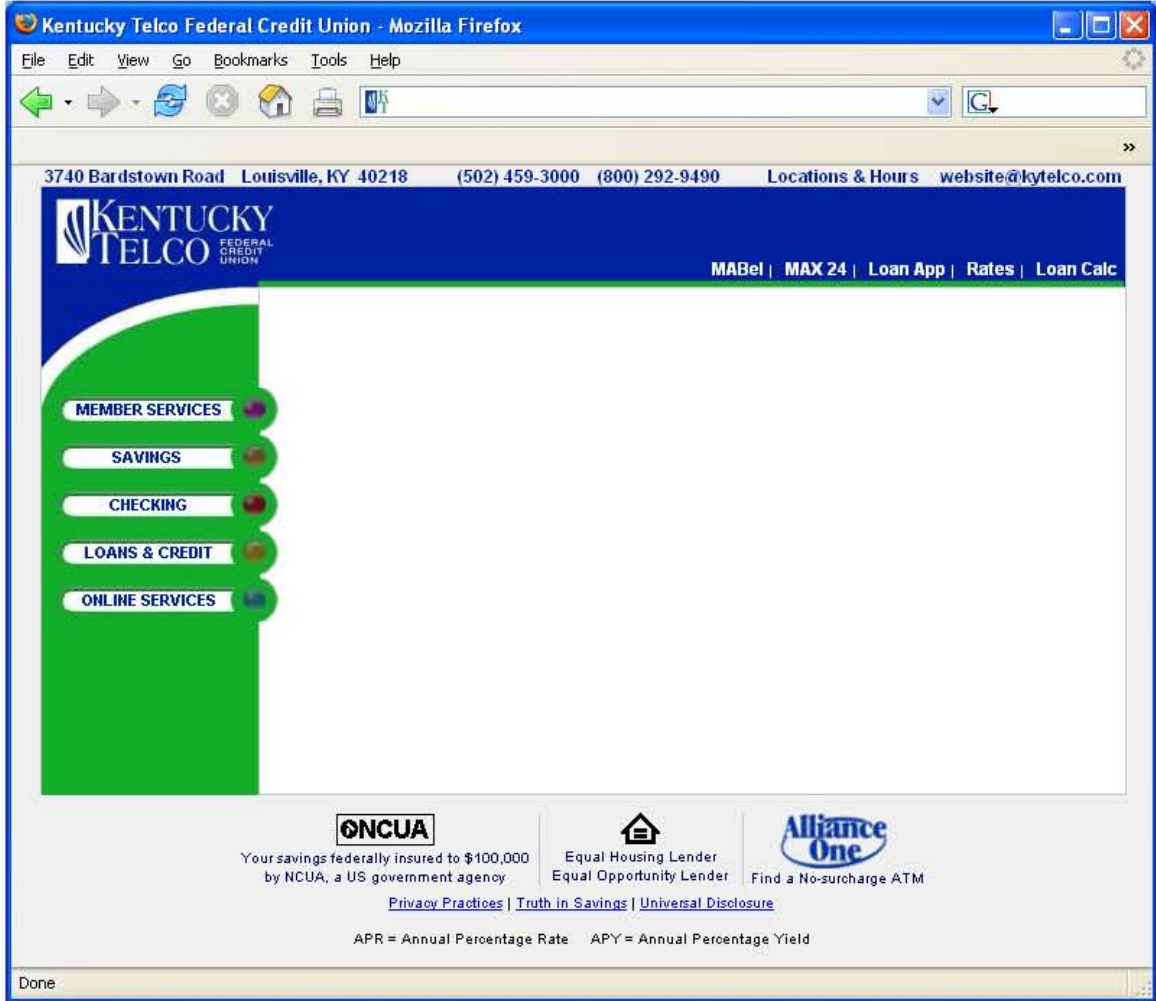 Kentucky Telco Federal Credit Union - Mozilla Firefox
File Edit View Go Bookmarks Tools Help
K
T
G
»
3740 Bardstown Road Louisville, KY 40218 (502) 459-3000 (800) 292-9490 Locations & Hours website@kytelco.com
KENTUCKY
TELCO FEDERAL CREDIT UNION
MABel | MAX 24 | Loan App | Rates | Loan Calc
MEMBER SERVICES
SAVINGS
CHECKING
LOANS & CREDIT
ONLINE SERVICES
NCUA
Your savings federally insured to $100,000
by NCUA, a US government agency
Equal Housing Lender
Equal Opportunity Lender
Alliance
One
Find a No-surcharge ATM
Privacy Practices | Truth in Savings | Universal Disclosure
APR = Annual Percentage Rate APY = Annual Percentage Yield
Done